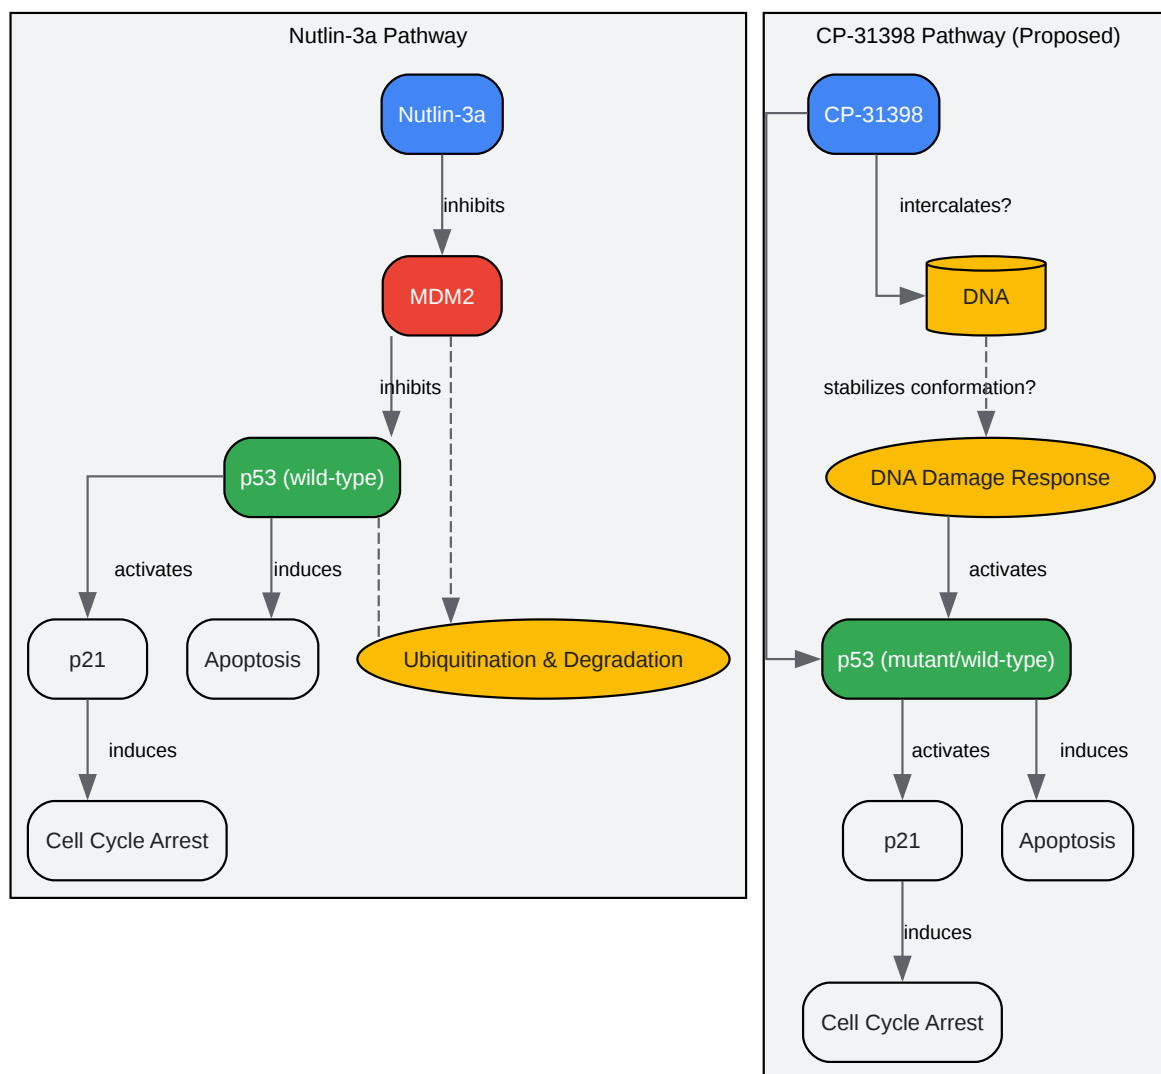 Nutlin-3a Pathway
Nutlin-3a
inhibits
MDM2
inhibits
p53 (wild-type)
activates
induces
p21
Apoptosis
Ubiquitination & Degradation
induces
Cell Cycle Arrest
CP-31398 Pathway (Proposed)
CP-31398
intercalates?
DNA
stabilizes conformation?
DNA Damage Response
activates
p53 (mutant/wild-type)
activates
induces
p21
Apoptosis
induces
Cell Cycle Arrest